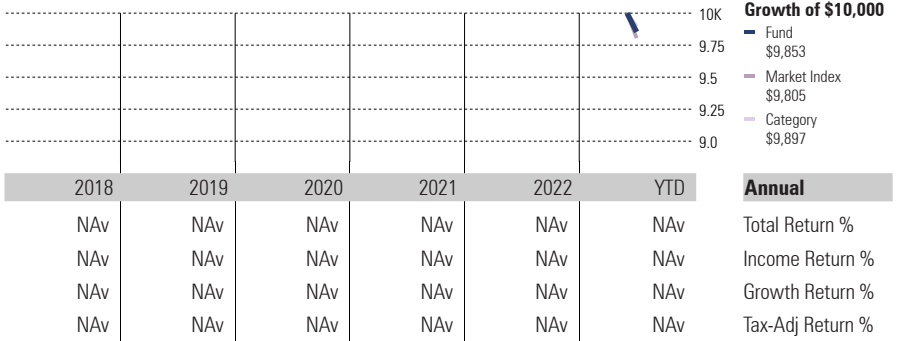 10K
9.75
9.5
9.25
9.0
Growth of $10,000
Fund
$9,853
Market Index
$9,805
Category
$9,897
2018 2019 2020 2021 2022 YTD Annual
NAv NAv NAv NAv NAv NAv Total Return %
NAv NAv NAv NAv NAv NAv Income Return %
NAv NAv NAv NAv NAv NAv Growth Return %
NAv NAv NAv NAv NAv NAv Tax-Adj Return %